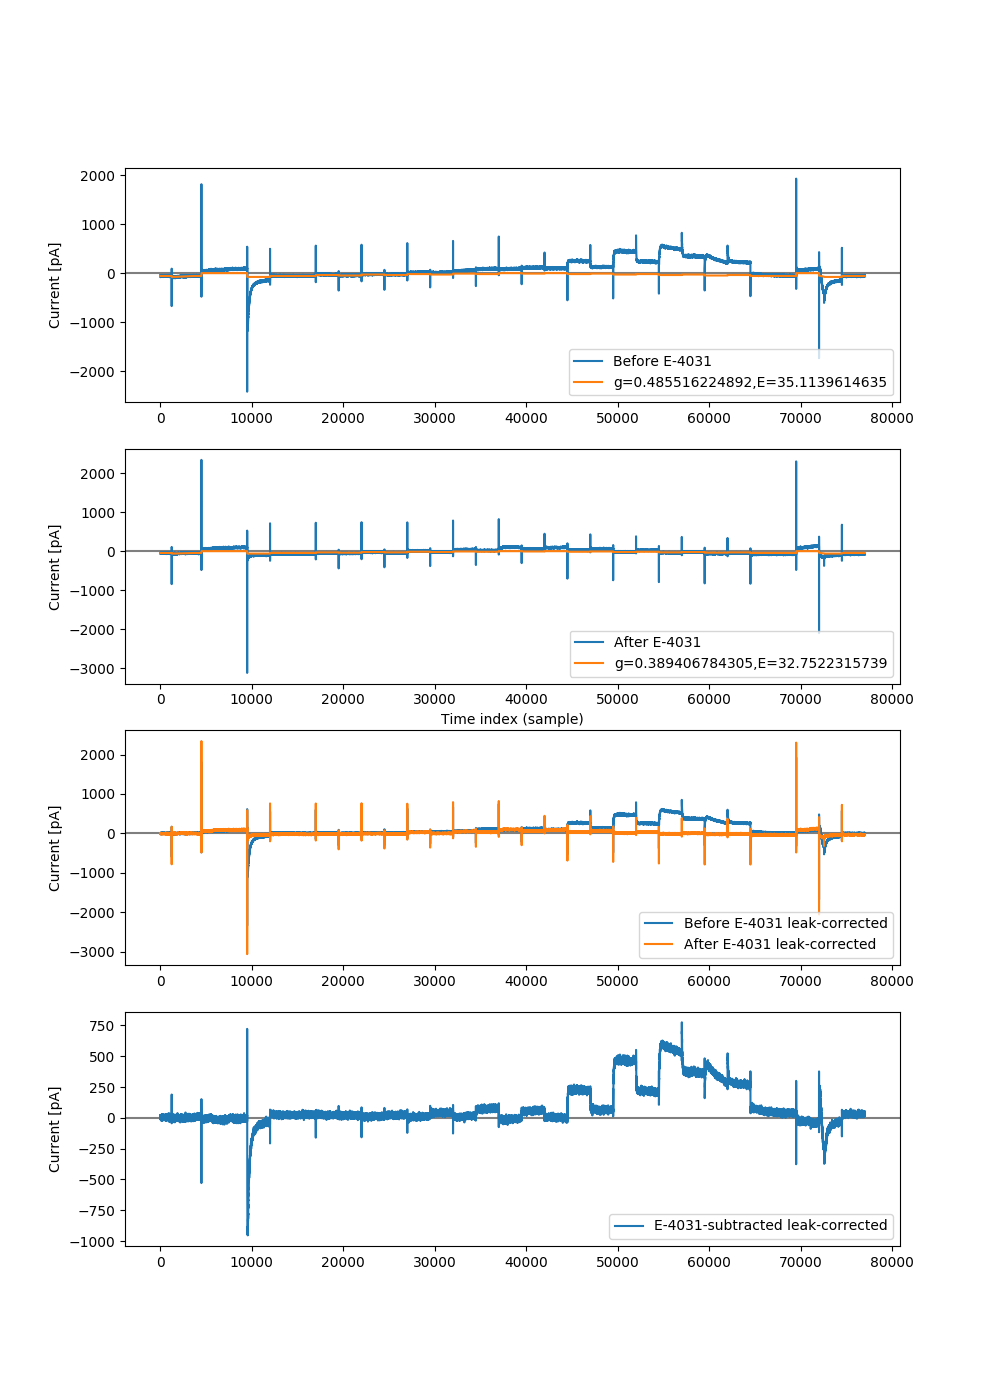 2000
1000
0
−1000
−2000
Current [pA]
Before E-4031
g=0.485516224892,E=35.1139614635
0 10000 20000 30000 40000 50000 60000 70000 80000
2000
1000
0
−1000
−2000
−3000
Current [pA]
After E-4031
g=0.389406784305,E=32.7522315739
0 10000 20000 30000 40000 50000 60000 70000 80000
Time index (sample)
2000
1000
0
−1000
−2000
−3000
Current [pA]
Before E-4031 leak-corrected
After E-4031 leak-corrected
0 10000 20000 30000 40000 50000 60000 70000 80000
750
500
250
0
−250
−500
−750
−1000
Current [pA]
E-4031-subtracted leak-corrected
0 10000 20000 30000 40000 50000 60000 70000 80000